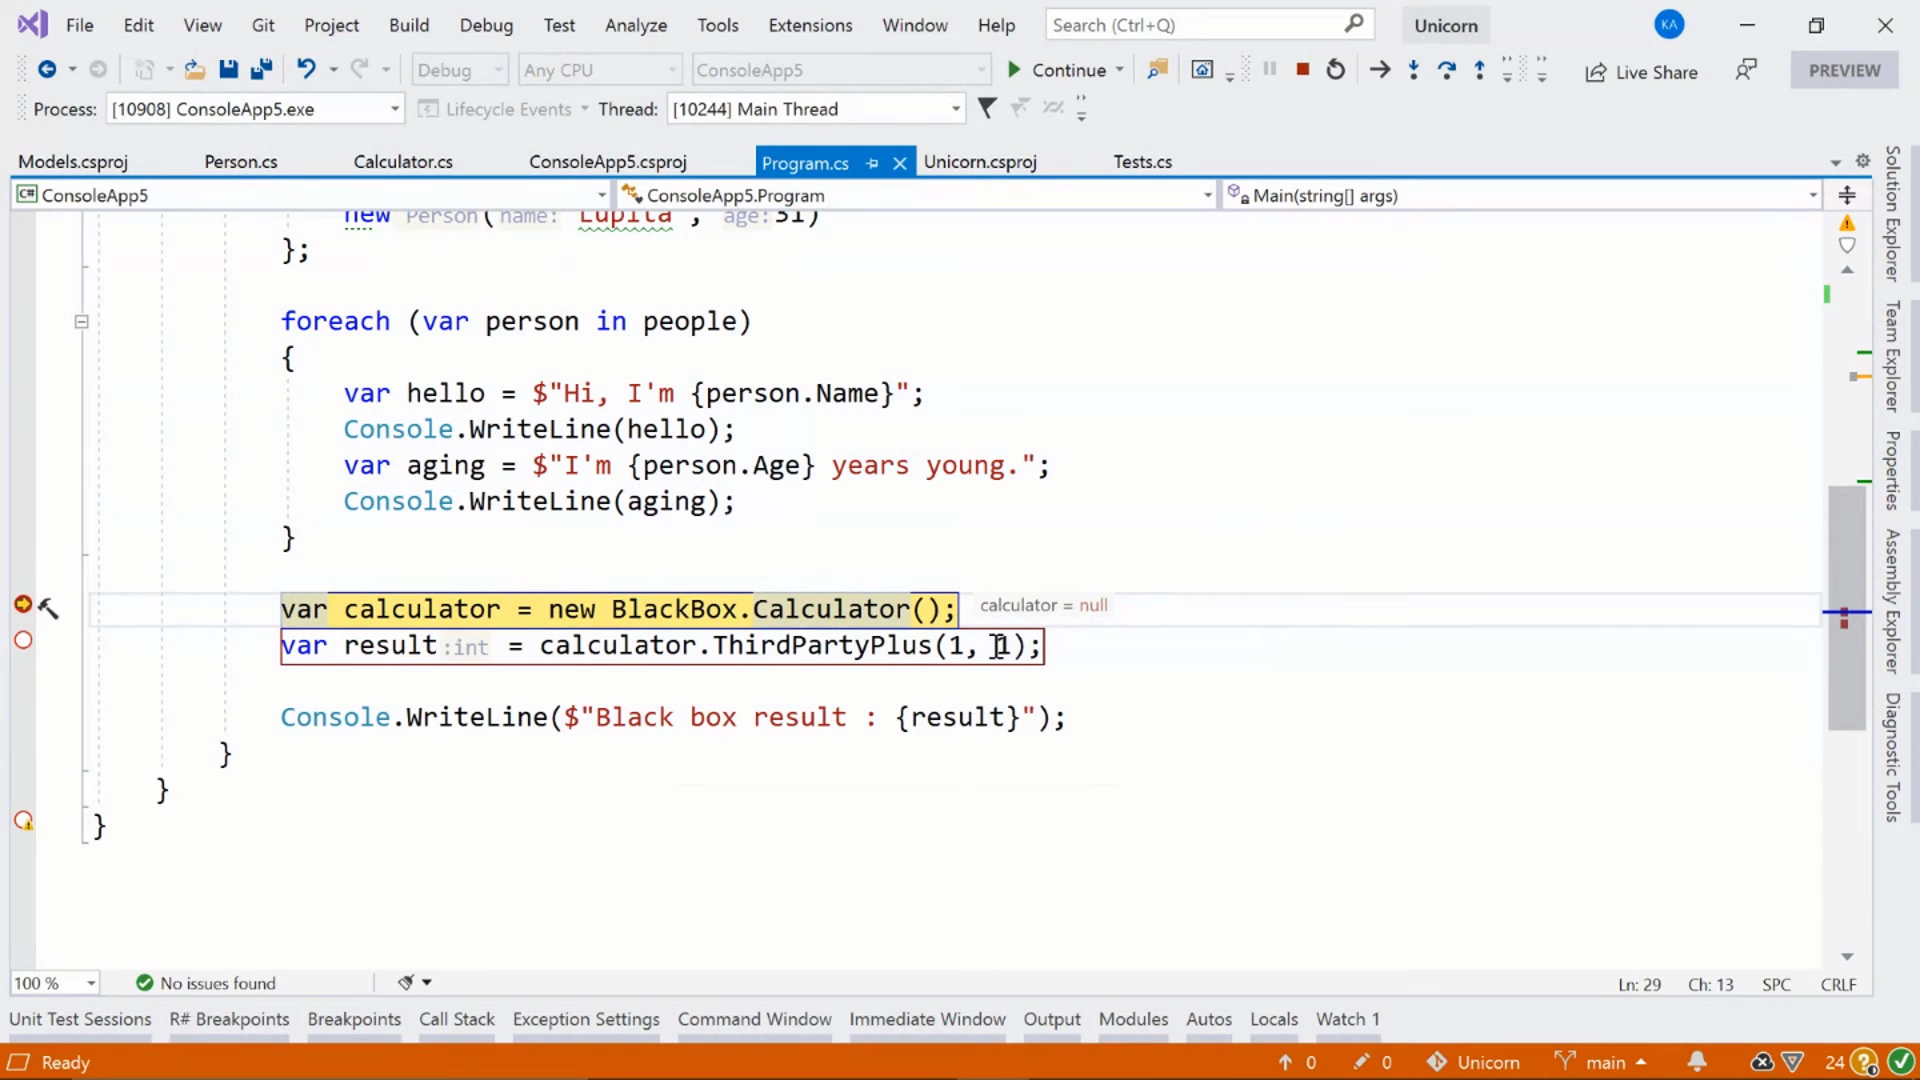 File Edit View Git Project Build Debug Test Analyze Tools Extensions Window Help Search (Ctrl+Q) Unicorn KA
Debug Any CPU ConsoleApp5 Continue Live Share PREVIEW
Process: [10908] ConsoleApp5.exe Lifecycle Events Thread: [10244] Main Thread
Models.csproj Person.cs Calculator.cs ConsoleApp5.csproj Program.cs Unicorn.csproj Tests.cs
C# ConsoleApp5 ConsoleApp5.Program Main(string[] args)
new Person(name: "Lupita", age:31)
};
foreach (var person in people)
{
var hello = $"Hi, I'm {person.Name}";
Console.WriteLine(hello);
var aging = $"I'm {person.Age} years young.";
Console.WriteLine(aging);
}
var calculator = new BlackBox.Calculator(); calculator = null
var result:int = calculator.ThirdPartyPlus(1, 1);
Console.WriteLine($"Black box result : {result}");
}
}
}
Solution Explorer
Team Explorer
Properties
Assembly Explorer
Diagnostic Tools
100 % No issues found Ln: 29 Ch: 13 SPC CRLF
Unit Test Sessions R# Breakpoints Breakpoints Call Stack Exception Settings Command Window Immediate Window Output Modules Autos Locals Watch 1
Ready 0 0 Unicorn main 24